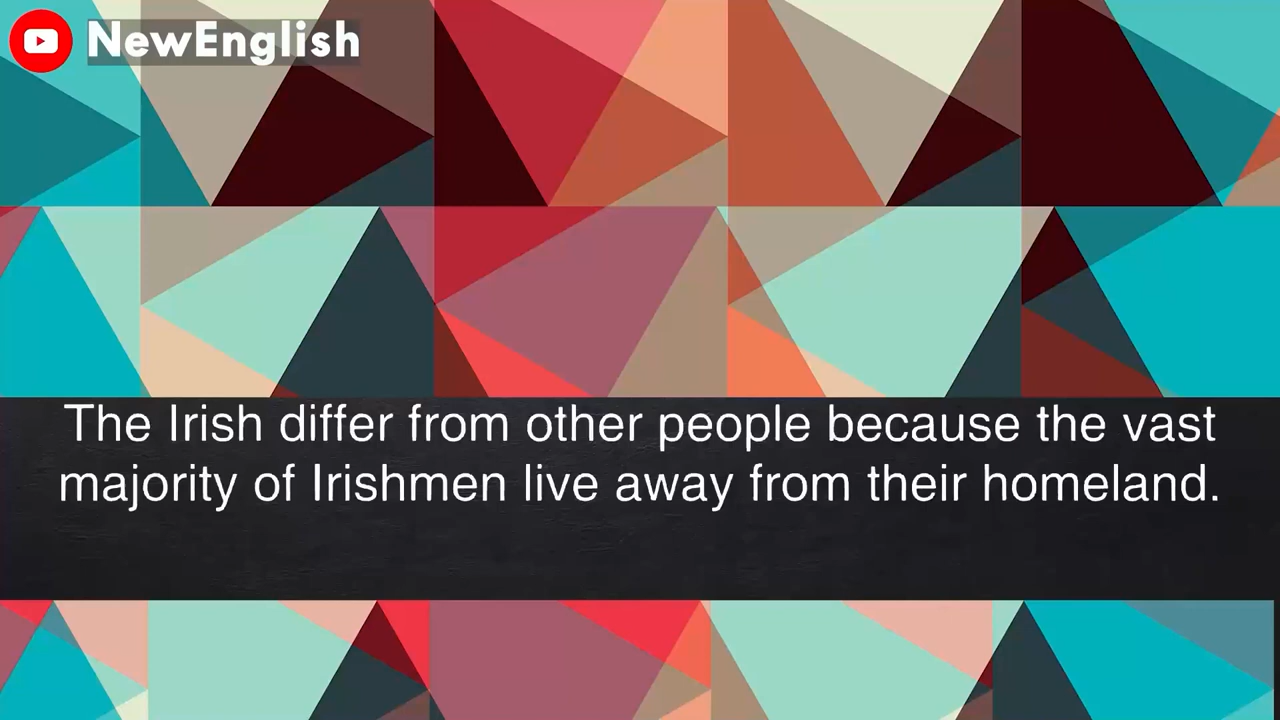 NewEnglish
The Irish differ from other people because the vast
majority of Irishmen live away from their homeland.